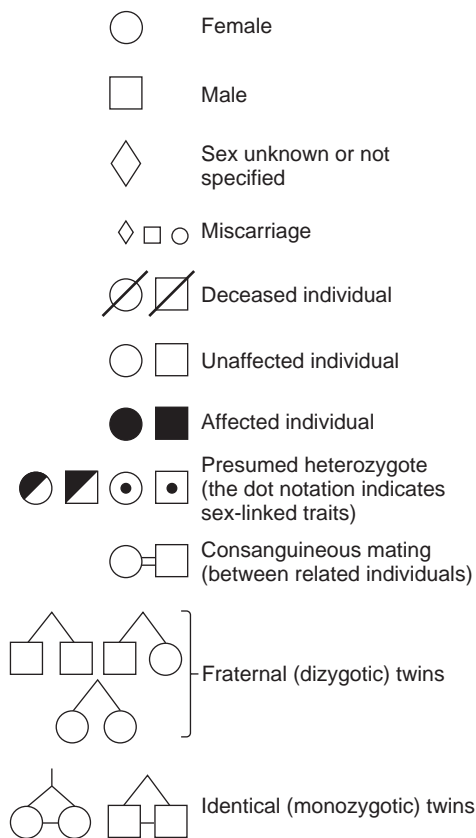 Female
Male
Sex unknown or not
specified
Miscarriage
Deceased individual
Unaffected individual
Affected individual
Presumed heterozygote
(the dot notation indicates
sex-linked traits)
Consanguineous mating
(between related individuals)
Fraternal (dizygotic) twins
Identical (monozygotic) twins